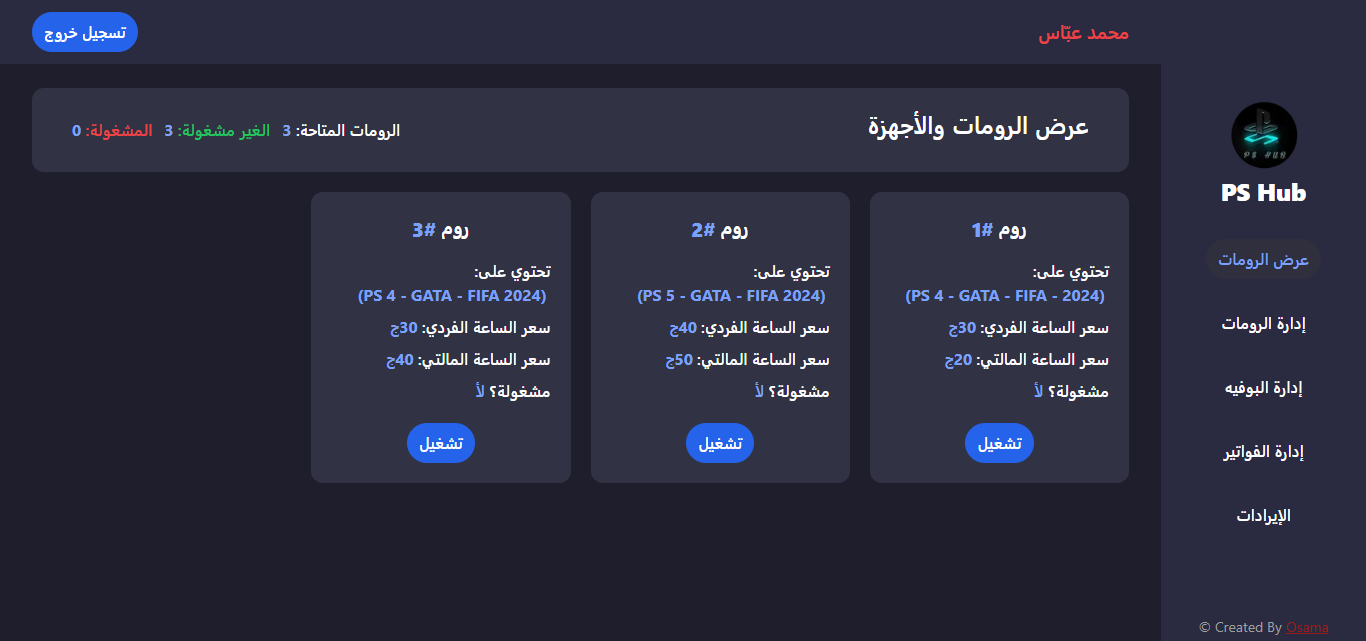 محمد عبّاس
تسجيل خروج
PS HUB
PS Hub
عرض الرومات
إدارة الرومات
إدارة البوفيه
إدارة الفواتير
الإيرادات
© Created By Osama
عرض الرومات والأجهزة
الرومات المتاحة: 3 الغير مشغولة: 3 المشغولة: 0
روم #1
تحتوي على:
(PS 4 - GATA - FIFA - 2024)
سعر الساعة الفردي: 30ج
سعر الساعة المالتي: 20ج
مشغولة؟ لأ
تشغيل
روم #2
تحتوي على:
(PS 5 - GATA - FIFA 2024)
سعر الساعة الفردي: 40ج
سعر الساعة المالتي: 50ج
مشغولة؟ لأ
تشغيل
روم #3
تحتوي على:
(PS 4 - GATA - FIFA 2024)
سعر الساعة الفردي: 30ج
سعر الساعة المالتي: 40ج
مشغولة؟ لأ
تشغيل